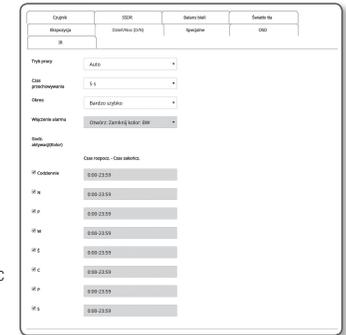 Czujnik SSDR Balans bieli Światło tła
Ekspozycja Dzień/Noc (D/N) Specjalne OSD
IR
Tryb pracy Auto
Czas
przechowywania 5 s
Okres Bardzo szybko
Włączenie alarmu Otwórz: Zamknij kolor: BW
Godz.
aktywacji(Kolor)
Czas rozpocz. - Czas zakończ.
Codziennie 0:00-23:59
N 0:00-23:59
P 0:00-23:59
W 0:00-23:59
Ś 0:00-23:59
C 0:00-23:59
P 0:00-23:59
S 0:00-23:59